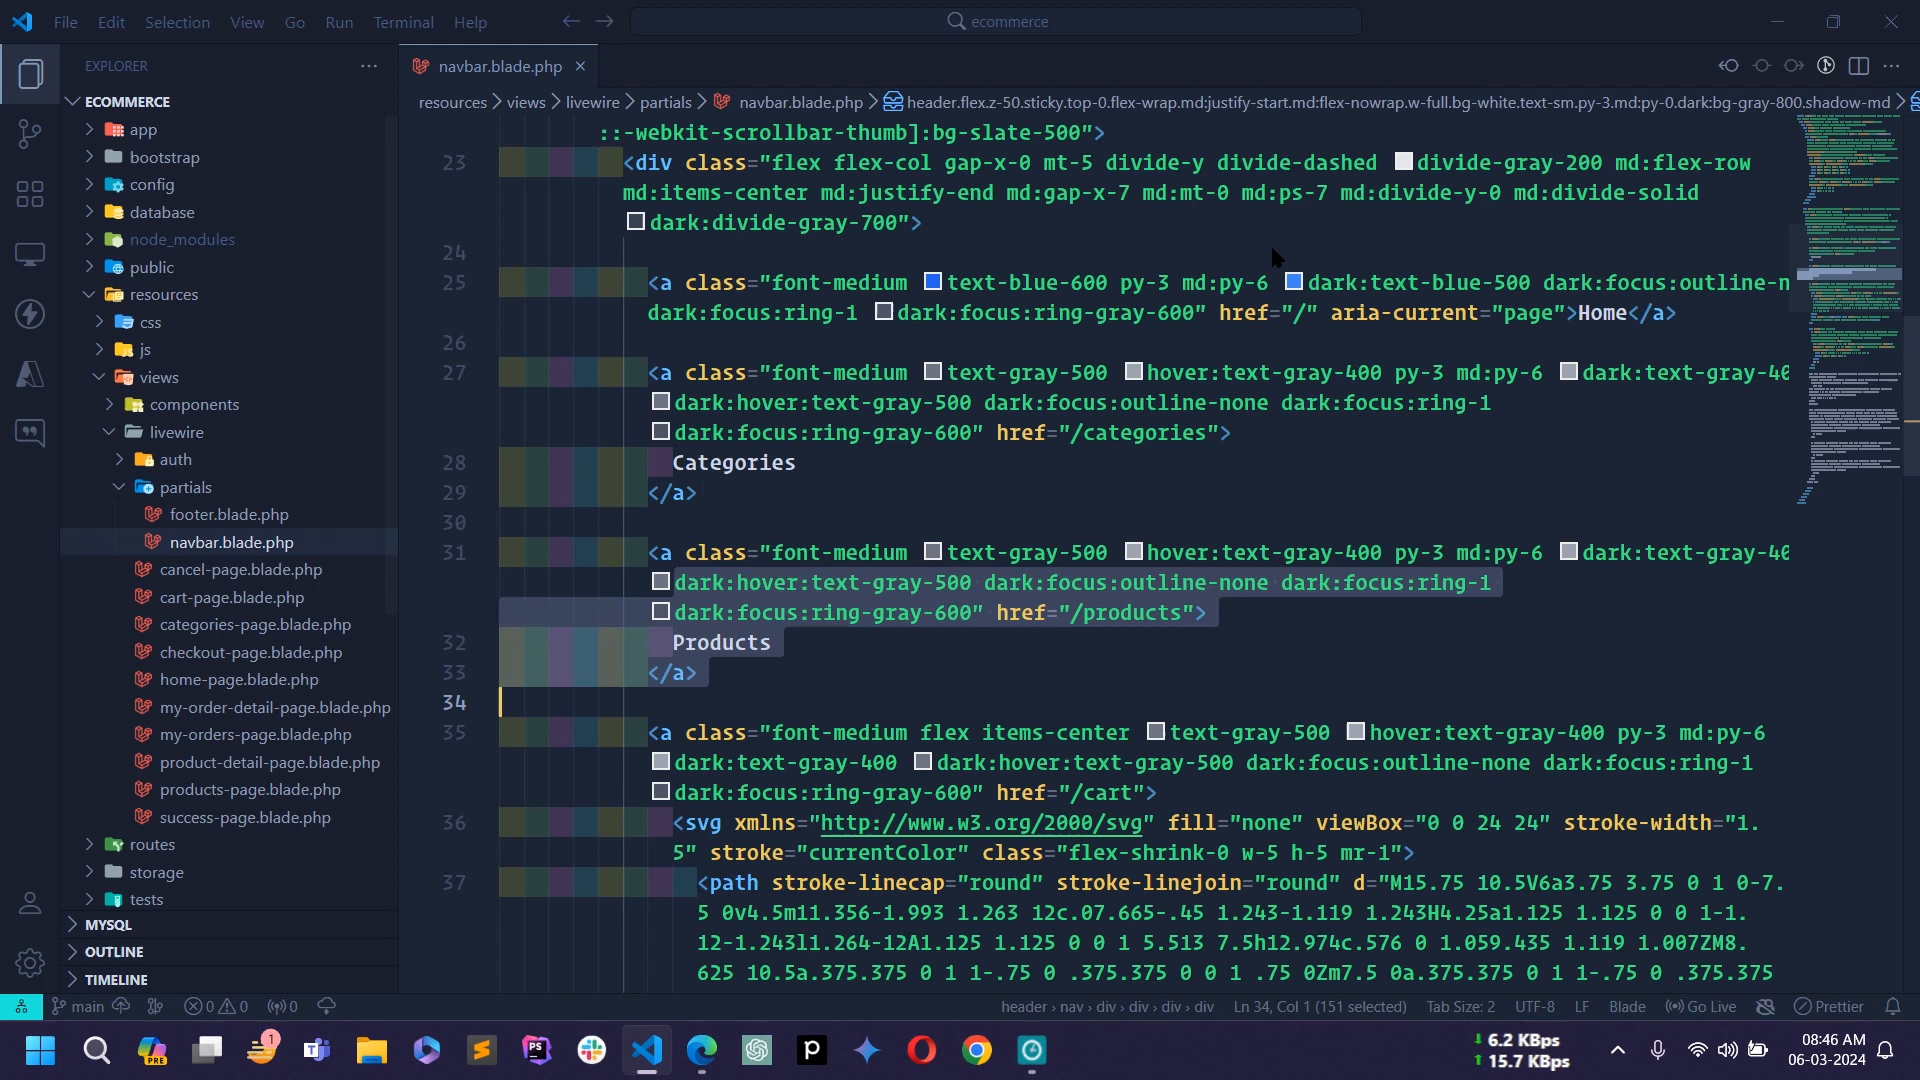 File Edit Selection View Go Run Terminal Help
ecommerce
EXPLORER
ECOMMERCE
app
bootstrap
config
database
node_modules
public
resources
css
js
views
components
livewire
auth
partials
footer.blade.php
navbar.blade.php
cancel-page.blade.php
cart-page.blade.php
categories-page.blade.php
checkout-page.blade.php
home-page.blade.php
my-order-detail-page.blade.php
my-orders-page.blade.php
product-detail-page.blade.php
products-page.blade.php
success-page.blade.php
routes
storage
tests
MYSQL
OUTLINE
TIMELINE
navbar.blade.php
resources > views > livewire > partials > navbar.blade.php > header.flex.z-50.sticky.top-0.flex-wrap.md:justify-start.md:flex-nowrap.w-full.bg-white.text-sm.py-3.md:py-0.dark:bg-gray-800.shadow-md >
::-webkit-scrollbar-thumb]:bg-slate-500">
23 <div class="flex flex-col gap-x-0 mt-5 divide-y divide-dashed divide-gray-200 md:flex-row
md:items-center md:justify-end md:gap-x-7 md:mt-0 md:ps-7 md:divide-y-0 md:divide-solid
dark:divide-gray-700">
24
25 <a class="font-medium text-blue-600 py-3 md:py-6 dark:text-blue-500 dark:focus:outline-n
dark:focus:ring-1 dark:focus:ring-gray-600" href="/" aria-current="page">Home</a>
26
27 <a class="font-medium text-gray-500 hover:text-gray-400 py-3 md:py-6 dark:text-gray-40
dark:hover:text-gray-500 dark:focus:outline-none dark:focus:ring-1
dark:focus:ring-gray-600" href="/categories">
28 Categories
29 </a>
30
31 <a class="font-medium text-gray-500 hover:text-gray-400 py-3 md:py-6 dark:text-gray-40
dark:hover:text-gray-500 dark:focus:outline-none dark:focus:ring-1
dark:focus:ring-gray-600" href="/products">
32 Products
33 </a>
34
35 <a class="font-medium flex items-center text-gray-500 hover:text-gray-400 py-3 md:py-6
dark:text-gray-400 dark:hover:text-gray-500 dark:focus:outline-none dark:focus:ring-1
dark:focus:ring-gray-600" href="/cart">
36 <svg xmlns="http://www.w3.org/2000/svg" fill="none" viewBox="0 0 24 24" stroke-width="1.
5" stroke="currentColor" class="flex-shrink-0 w-5 h-5 mr-1">
37 <path stroke-linecap="round" stroke-linejoin="round" d="M15.75 10.5V6a3.75 3.75 0 1 0-7.
5 0v4.5m11.356-1.993 1.263 12c.07.665-.45 1.243-1.119 1.243H4.25a1.125 1.125 0 0 1-1.
12-1.243l1.264-12A1.125 1.125 0 0 1 5.513 7.5h12.974c.576 0 1.059.435 1.119 1.007ZM8.
625 10.5a.375.375 0 1 1-.75 0 .375.375 0 0 1 .75 0Zm7.5 0a.375.375 0 1 1-.75 0 .375.375
main 0 0 0 header > nav > div > div > div > div Ln 34, Col 1 (151 selected) Tab Size: 2 UTF-8 LF Blade Go Live Prettier
PRE
1
PS
6.2 KBps
15.7 KBps
08:46 AM
06-03-2024